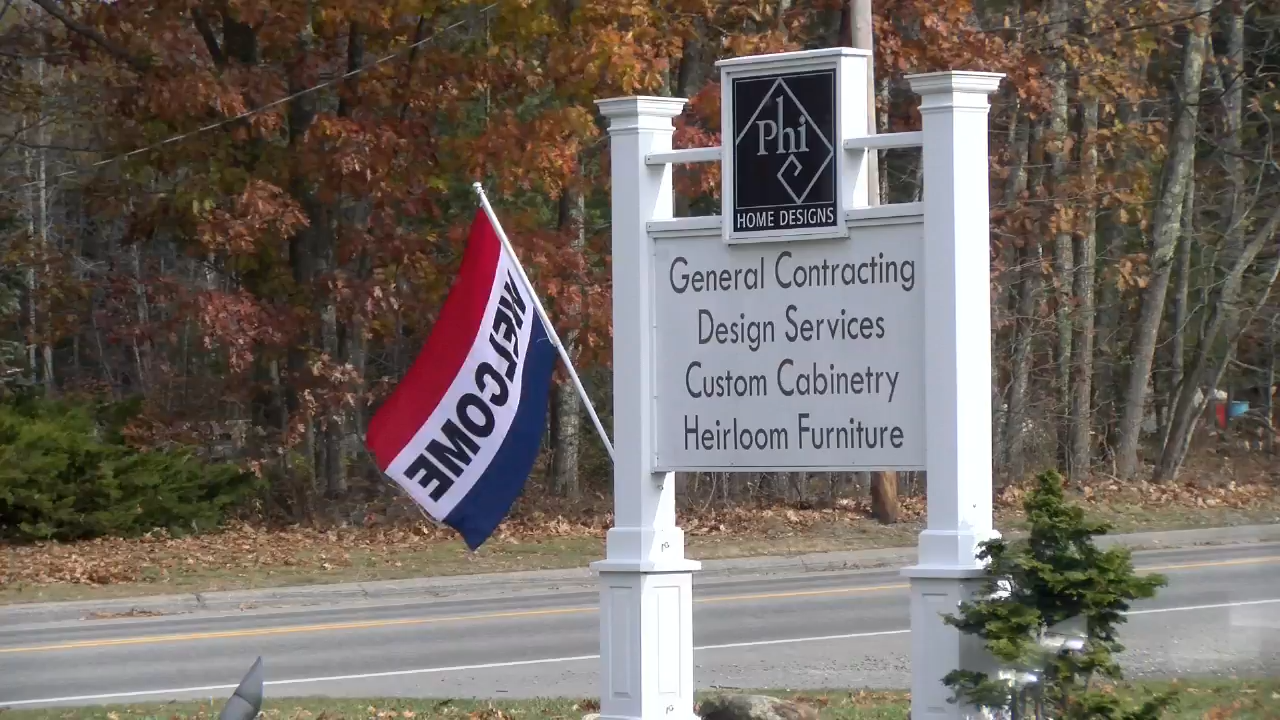 Phi
HOME DESIGNS
General Contracting
Design Services
Custom Cabinetry
Heirloom Furniture
WELCOME